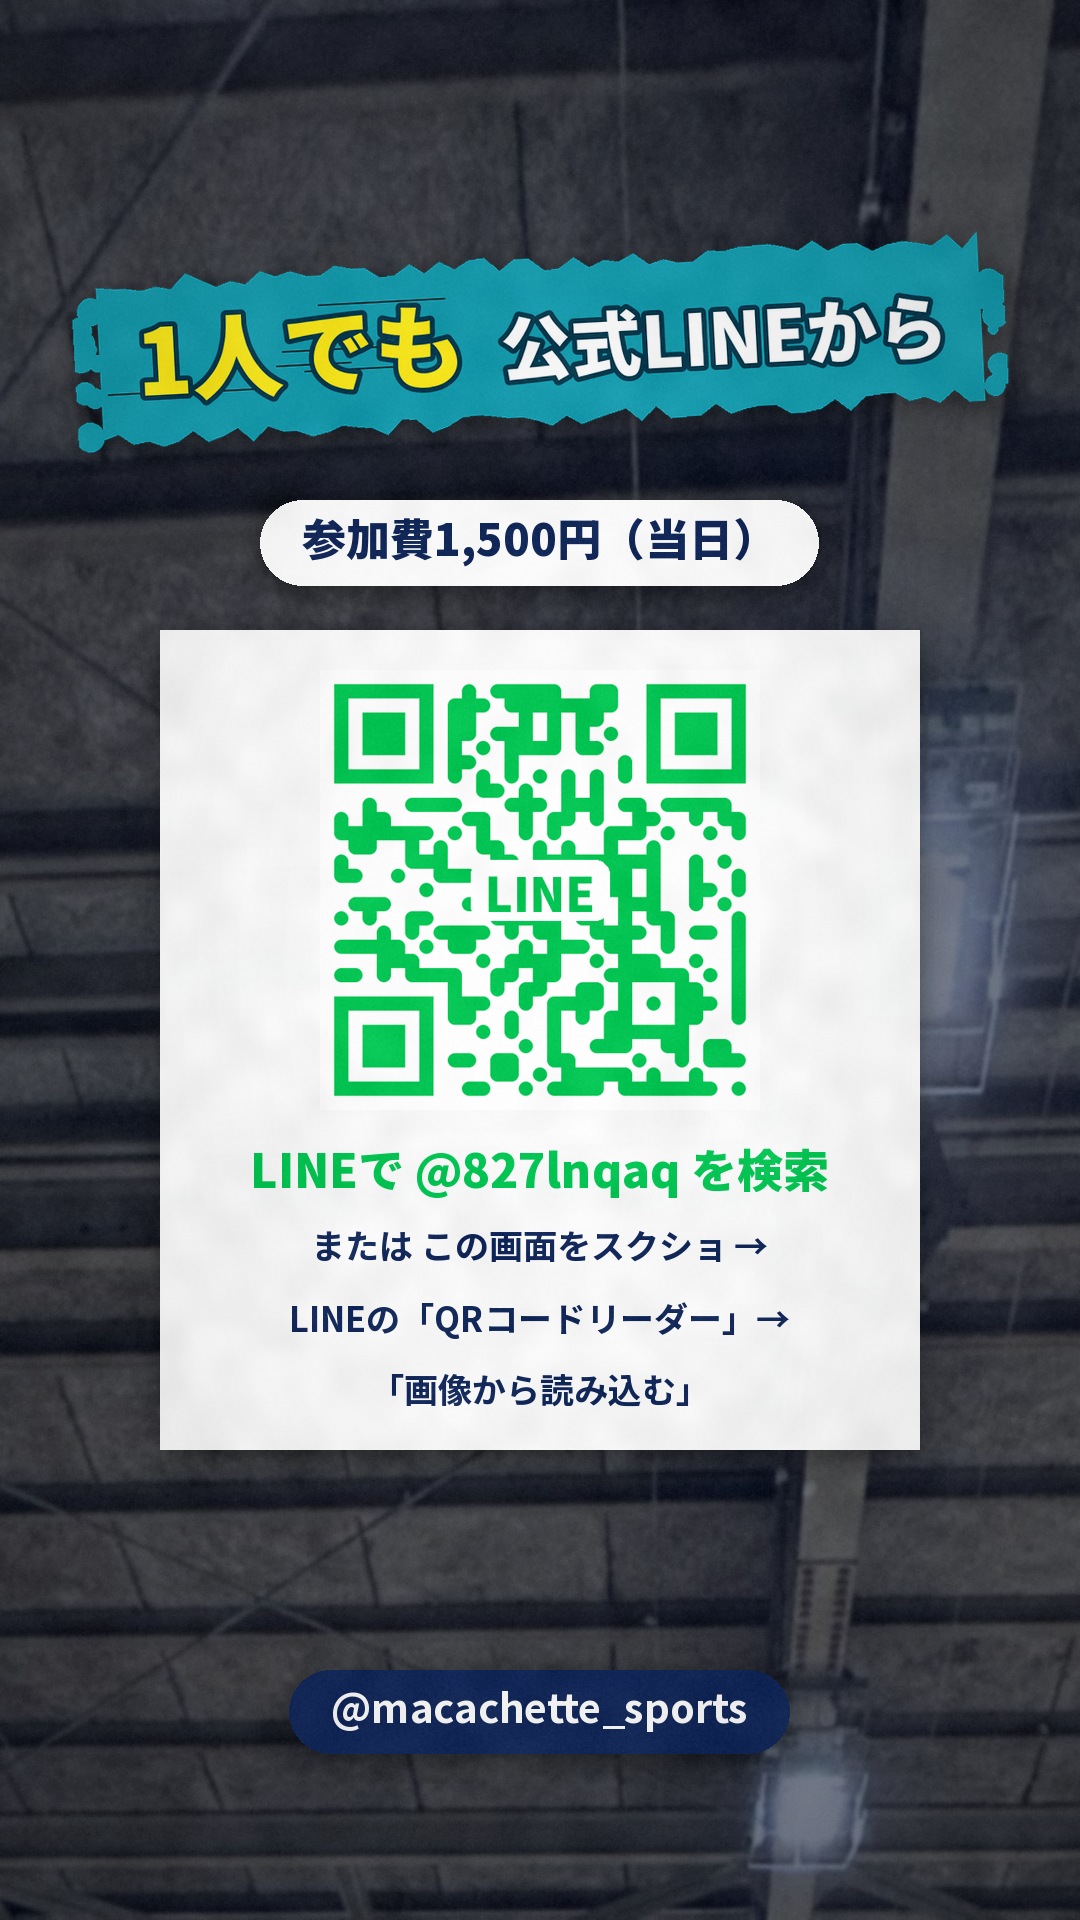 1人でも 公式LINEから
参加費1,500円（当日）
LINE
LINEで @827lnqaq を検索
または この画面をスクショ →
LINEの「QRコードリーダー」→
「画像から読み込む」
@macachette_sports